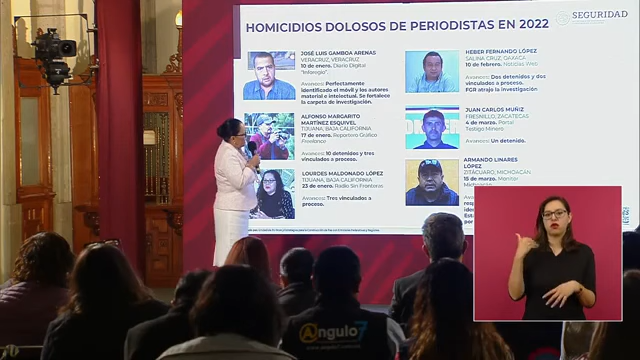 HOMICIDIOS DOLOSOS DE PERIODISTAS EN 2022
SEGURIDAD
JOSÉ LUIS GAMBOA ARENAS
VERACRUZ, VERACRUZ
10 de enero. Diario Digital
"Inforegio"
Avances: Perfectamente
identificado el móvil y los autores
material e intelectual. Se fortalece
la carpeta de investigación.
ALFONSO MARGARITO
MARTÍNEZ ESQUIVEL
TIJUANA, BAJA CALIFORNIA
17 de enero. Reportero Gráfico
Freelance
Avances: 10 detenidos y tres
vinculados a proceso.
LOURDES MALDONADO LÓPEZ
TIJUANA, BAJA CALIFORNIA
23 de enero. Radio Sin Fronteras
Avances: Tres vinculados a
proceso.
HEBER FERNANDO LÓPEZ
SALINA CRUZ, OAXACA
10 de febrero. Noticias Web
Avances: Dos detenidos y dos
vinculados a proceso.
FGR atrajo la investigación
JUAN CARLOS MUÑIZ
FRESNILLO, ZACATECAS
4 de marzo. Portal
Testigo Minero
Avances: Un detenido.
ARMANDO LINARES
LÓPEZ
ZITÁCUARO, MICHOACÁN
15 de marzo. Monitor
Michoacán
Angulo7